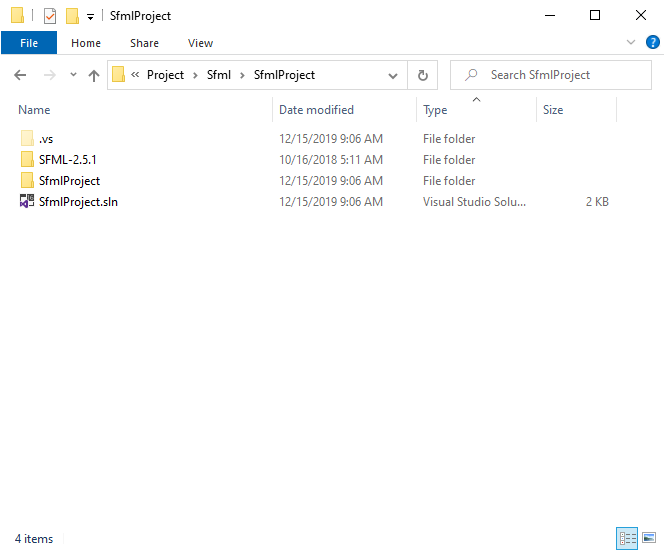 SfmlProject
File Home Share View
« Project > Sfml > SfmlProject Search SfmlProject
Name Date modified Type Size
.vs 12/15/2019 9:06 AM File folder
SFML-2.5.1 10/16/2018 5:11 AM File folder
SfmlProject 12/15/2019 9:06 AM File folder
SfmlProject.sln 12/15/2019 9:06 AM Visual Studio Solu... 2 KB
4 items